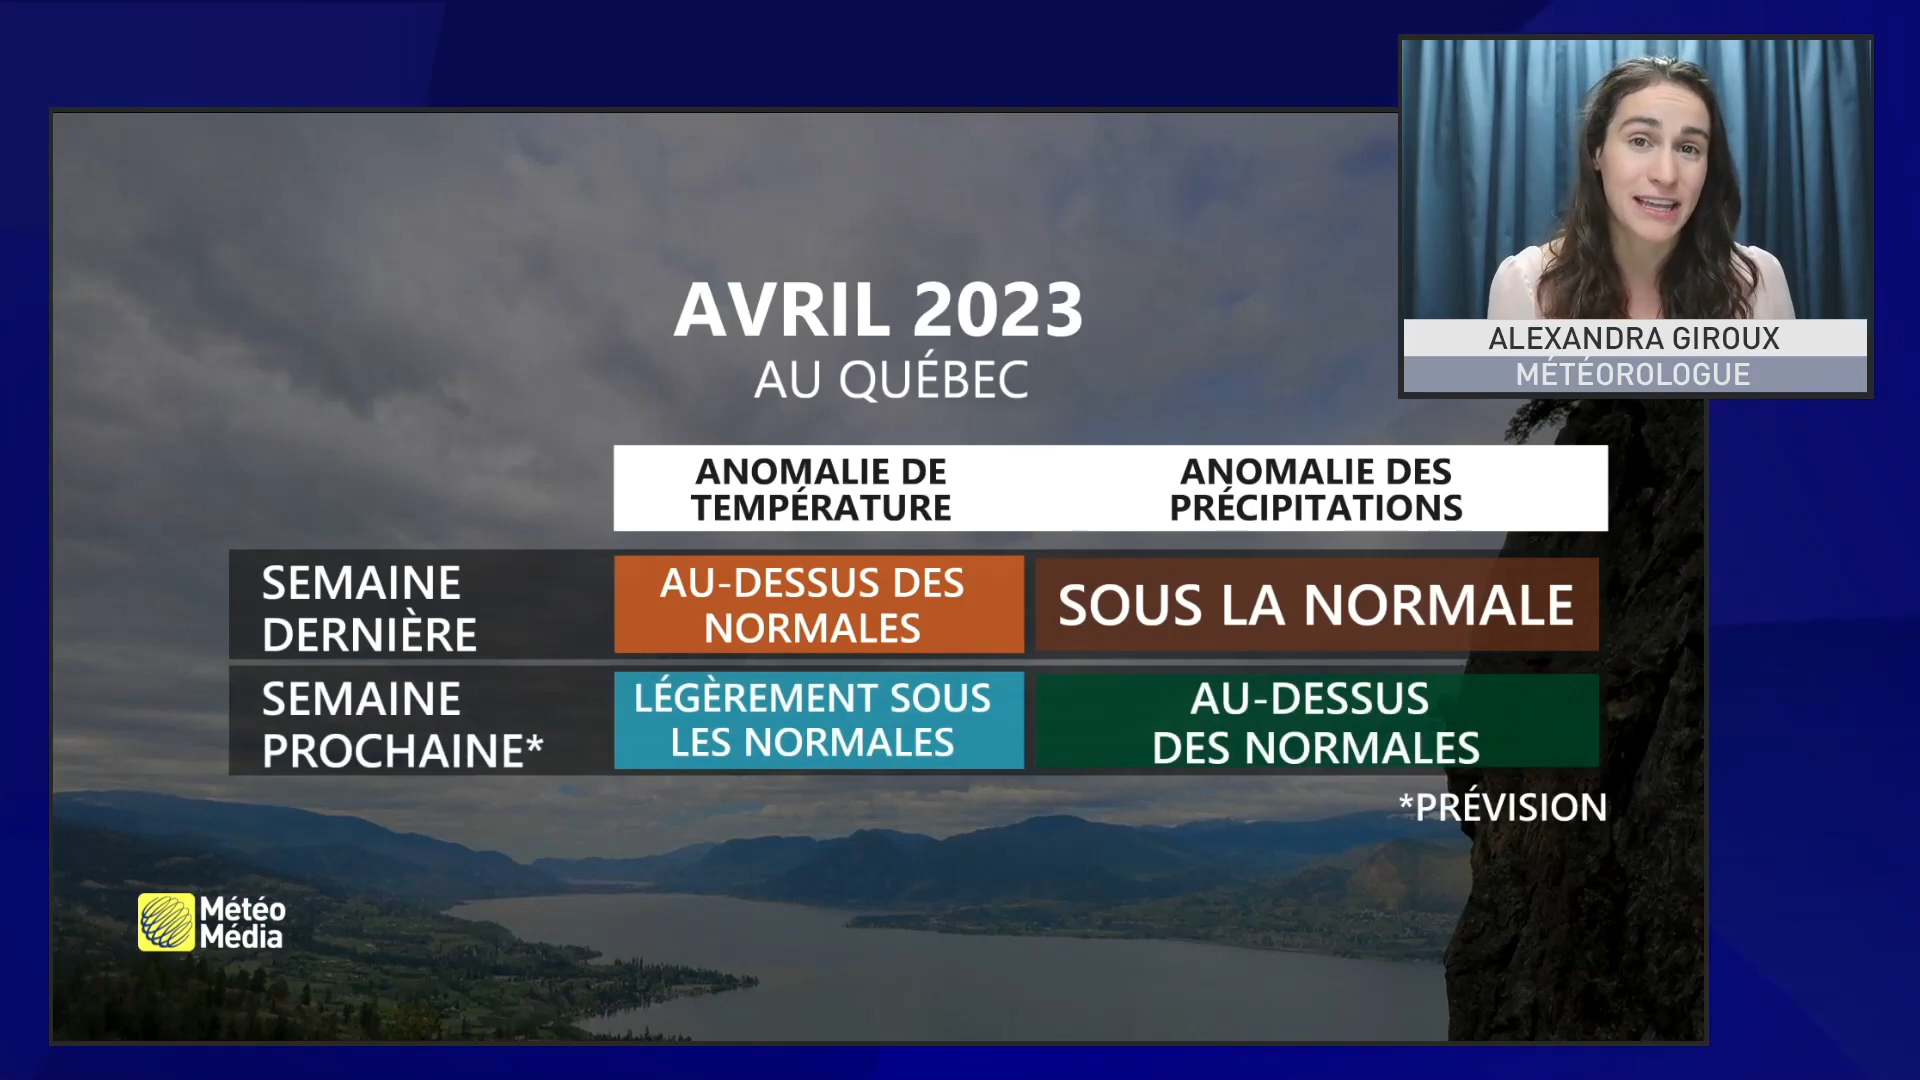 ALEXANDRA GIROUX
MÉTÉOROLOGUE
AVRIL 2023
AU QUÉBEC
ANOMALIE DE
TEMPÉRATURE
ANOMALIE DES
PRÉCIPITATIONS
SEMAINE
DERNIÈRE
AU-DESSUS DES
NORMALES
SOUS LA NORMALE
SEMAINE
PROCHAINE*
LÉGÈREMENT SOUS
LES NORMALES
AU-DESSUS
DES NORMALES
*PRÉVISION
Météo
Média